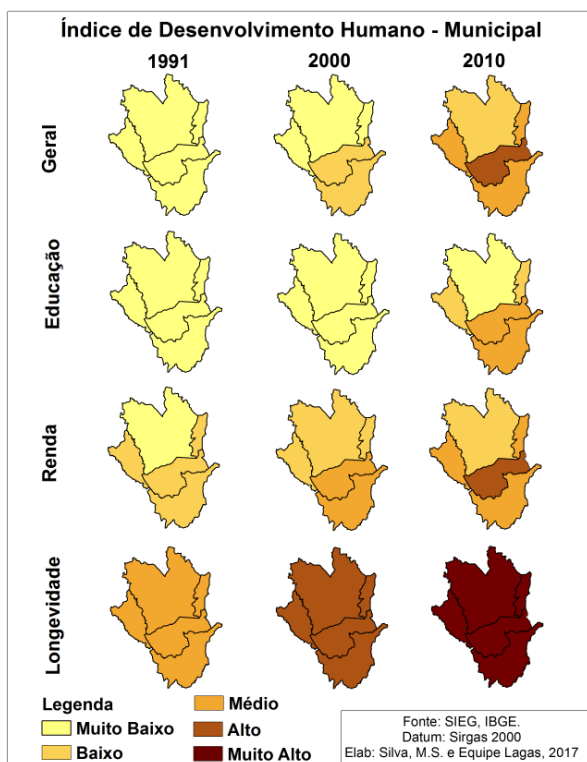 Índice de Desenvolvimento Humano - Municipal
1991 2000 2010
Geral
Educação
Renda
Longevidade
Legenda
Muito Baixo
Baixo
Médio
Alto
Muito Alto
Fonte: SIEG, IBGE.
Datum: Sirgas 2000
Elab: Silva, M.S. e Equipe Lagas, 2017